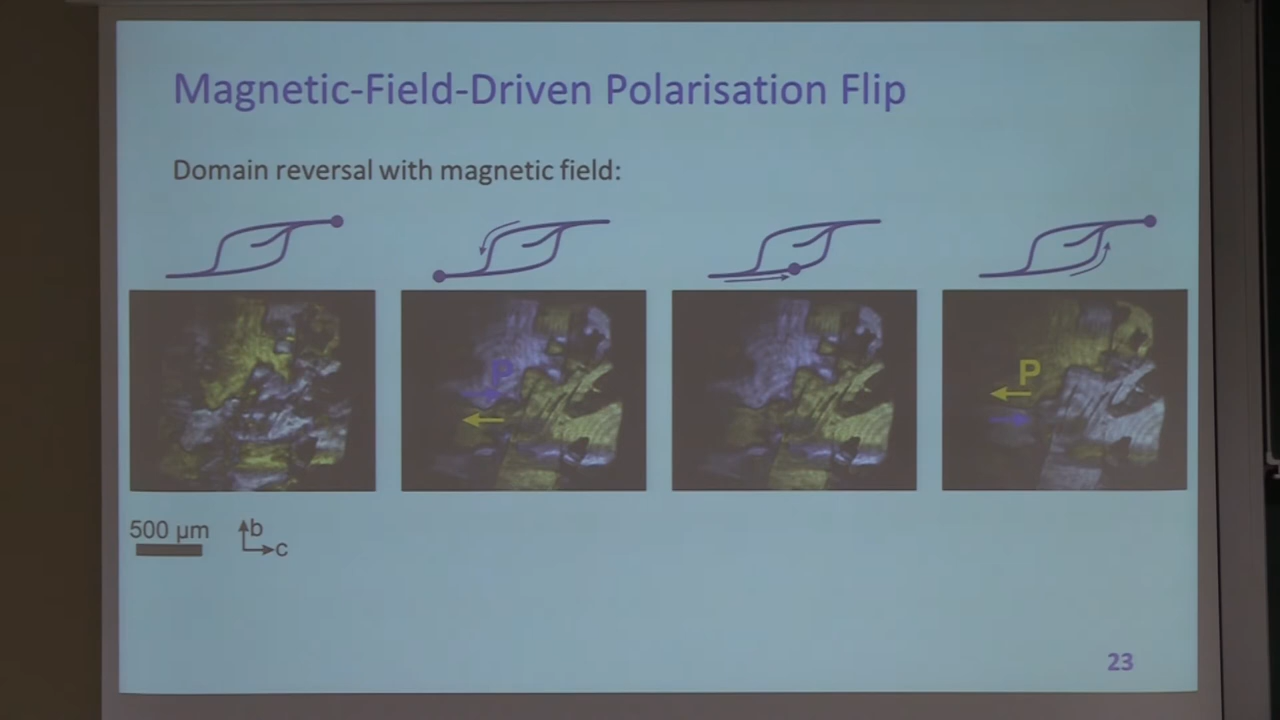 Magnetic-Field-Driven Polarisation Flip
Domain reversal with magnetic field:
P
P
500 µm
b
c
23